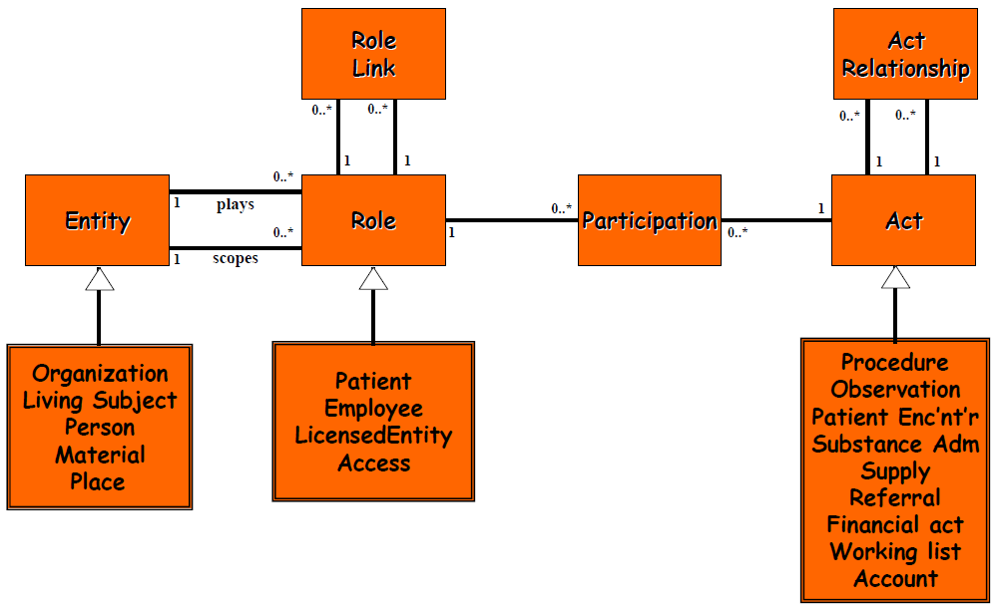 Role
Link
Act
Relationship
0..*
0..*
0..*
0..*
1
1
1
1
Entity
1
plays
0..*
1
scopes
0..*
Role
1
0..*
Participation
0..*
1
Act
Organization
Living Subject
Person
Material
Place
Patient
Employee
LicensedEntity
Access
Procedure
Observation
Patient Enc'nt'r
Substance Adm
Supply
Referral
Financial act
Working list
Account